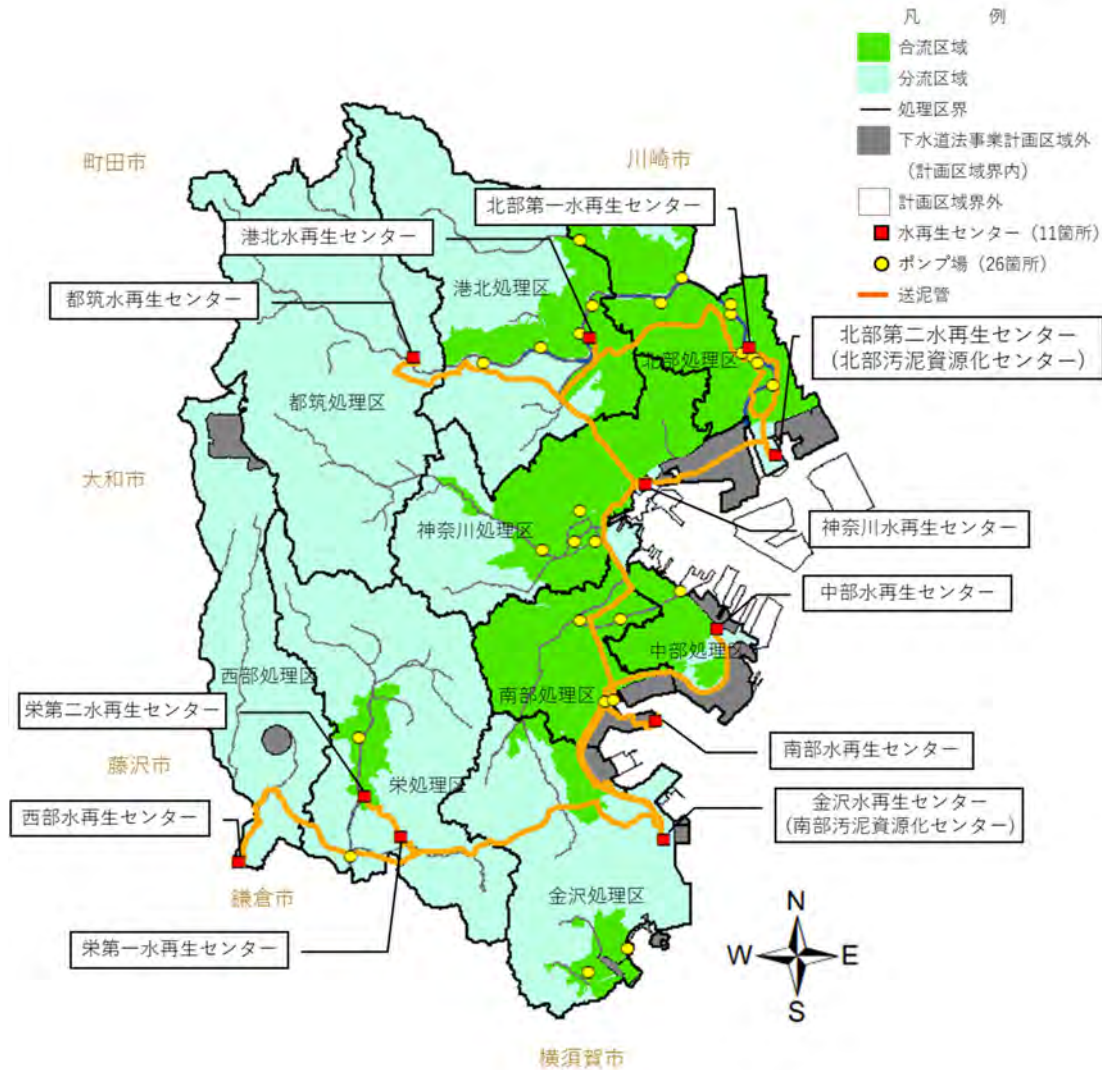 凡 例
合流区域
分流区域
処理区界
下水道法事業計画区域外
(計画区域界内)
計画区域界外
水再生センター (11箇所)
ポンプ場 (26箇所)
送泥管
町田市
川崎市
北部第一水再生センター
港北水再生センター
都筑水再生センター
港北処理区
北部第二水再生センター
(北部汚泥資源化センター)
北部処理区
都筑処理区
大和市
神奈川処理区
神奈川水再生センター
中部水再生センター
中部処理区
西部処理区
南部処理区
栄第二水再生センター
南部水再生センター
藤沢市
栄処理区
金沢水再生センター
(南部汚泥資源化センター)
西部水再生センター
鎌倉市
金沢処理区
栄第一水再生センター
N
W E
S
横須賀市